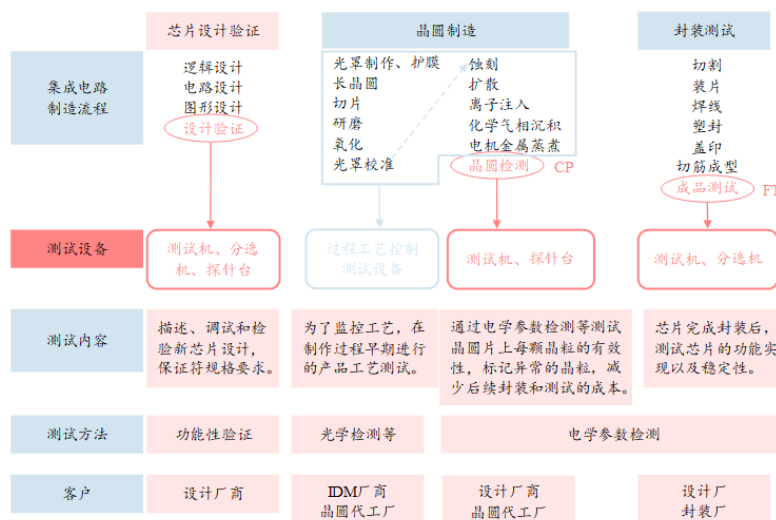 芯片设计验证
晶圆制造
封装测试
集成电路
制造流程
逻辑设计
电路设计
图形设计
设计验证
光罩制作、护膜
长晶圆
切片
研磨
氧化
光罩校准
蚀刻
扩散
离子注入
化学气相沉积
电机金属蒸煮
晶圆检测
CP
切割
装片
焊线
塑封
盖印
切筋成型
成品测试
FT
测试设备
测试机、分选
机、探针台
过程工艺控制
测试设备
测试机、探针台
测试机、分选机
测试内容
描述、调试和检
验新芯片设计，
保证符规格要求。
为了监控工艺，在
制作过程早期进行
的产品工艺测试。
通过电学参数检测等测试
晶圆片上每颗晶粒的有效
性，标记异常的晶粒，减
少后续封装和测试的成本。
芯片完成封装后，
测试芯片的功能实
现以及稳定性。
测试方法
功能性验证
光学检测等
电学参数检测
客户
设计厂商
IDM厂商
晶圆代工厂
设计厂商
晶圆代工厂
设计厂
封装厂